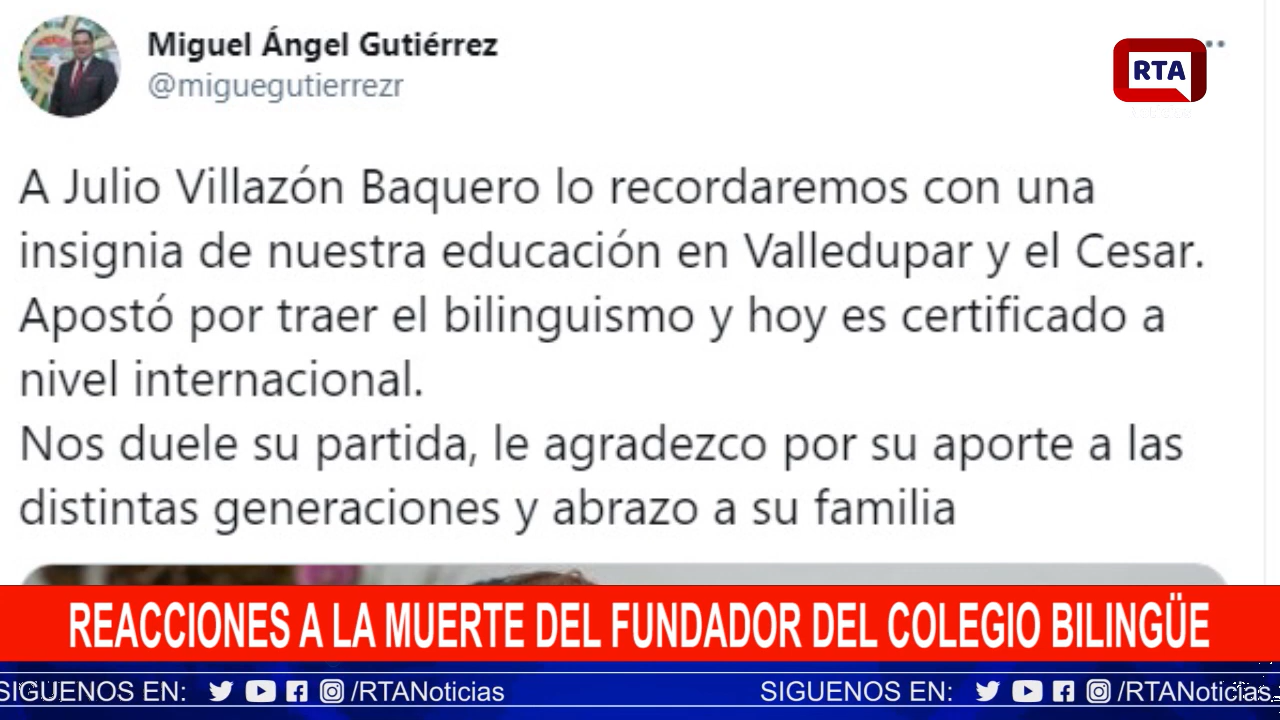 Miguel Ángel Gutiérrez
@miguegutierrezr
RTA
A Julio Villazón Baquero lo recordaremos con una
insignia de nuestra educación en Valledupar y el Cesar.
Apostó por traer el bilinguismo y hoy es certificado a
nivel internacional.
Nos duele su partida, le agradezco por su aporte a las
distintas generaciones y abrazo a su familia
REACCIONES A LA MUERTE DEL FUNDADOR DEL COLEGIO BILINGÜE
SIGUENOS EN: /RTANoticias SIGUENOS EN: /RTANoticias.